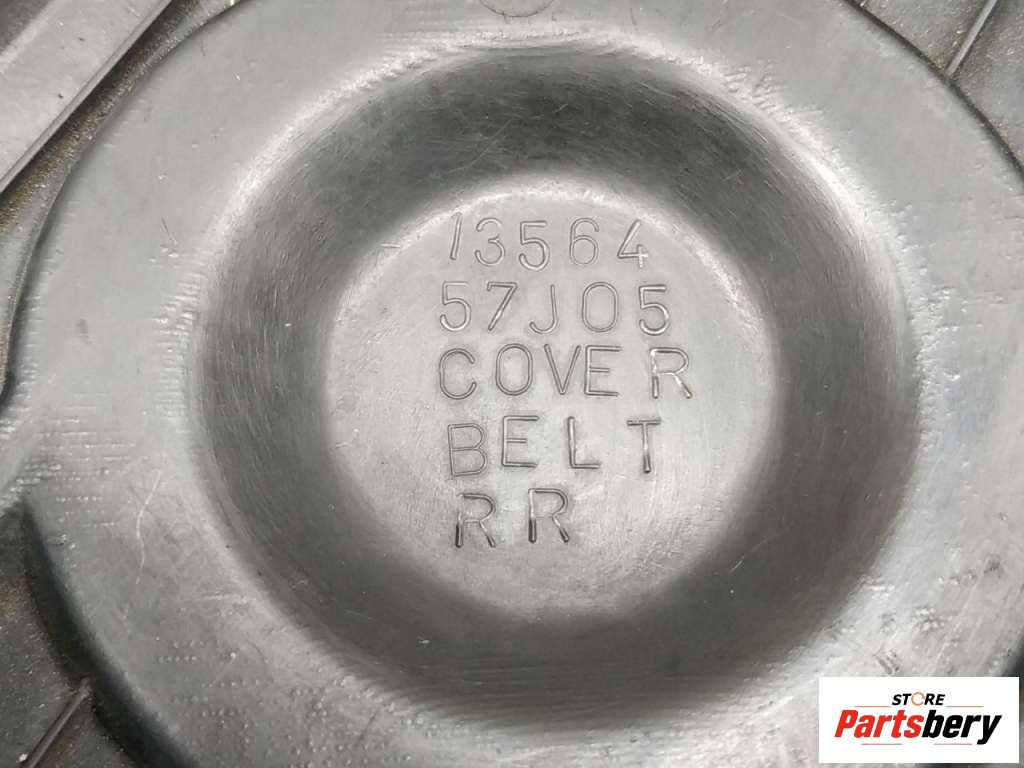 13564
57J05
COVER
BELT
RR
STORE
Partsbery